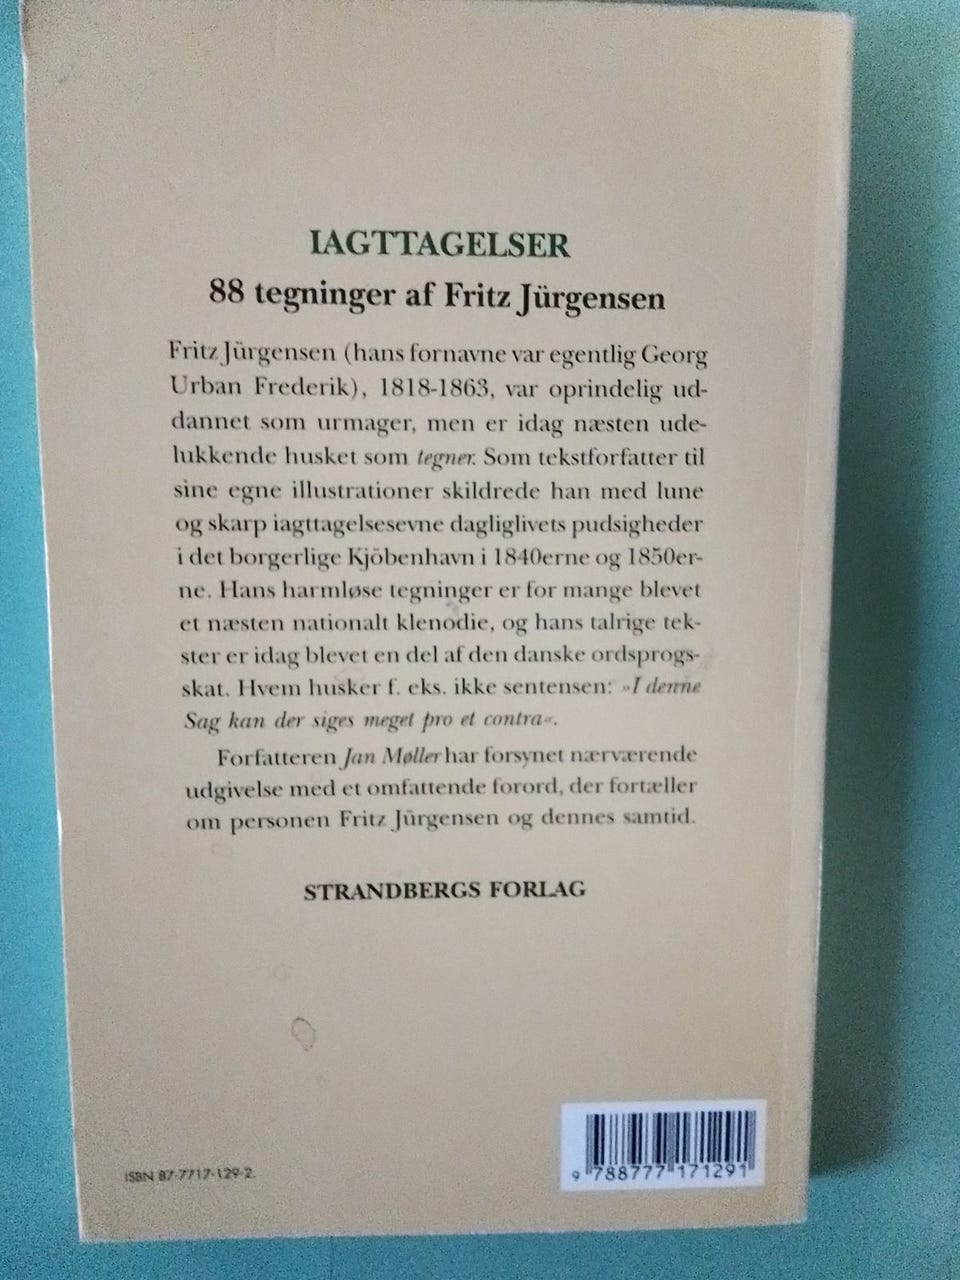 IAGTTAGELSER
88 tegninger af Fritz Jürgensen
Fritz Jürgensen (hans fornavne var egentlig Georg
Urban Frederik), 1818-1863, var oprindelig ud-
dannet som urmager, men er idag næsten ude-
lukkende husket som tegner. Som tekstforfatter til
sine egne illustrationer skildrede han med lune
og skarp iagttagelsesevne dagliglivets pudsigheder
i det borgerlige Kjöbenhavn i 1840erne og 1850er-
ne. Hans harmløse tegninger er for mange blevet
et næsten nationalt klenodie, og hans talrige tek-
ster er idag blevet en del af den danske ordsprogs-
skat. Hvem husker f. eks. ikke sentensen: »I denne
Sag kan der siges meget pro et contra«.
Forfatteren Jan Møller har forsynet nærværende
udgivelse med et omfattende forord, der fortæller
om personen Fritz Jürgensen og dennes samtid.
STRANDBERGS FORLAG
ISBN 87-7717-129-2.
9 788777 171291